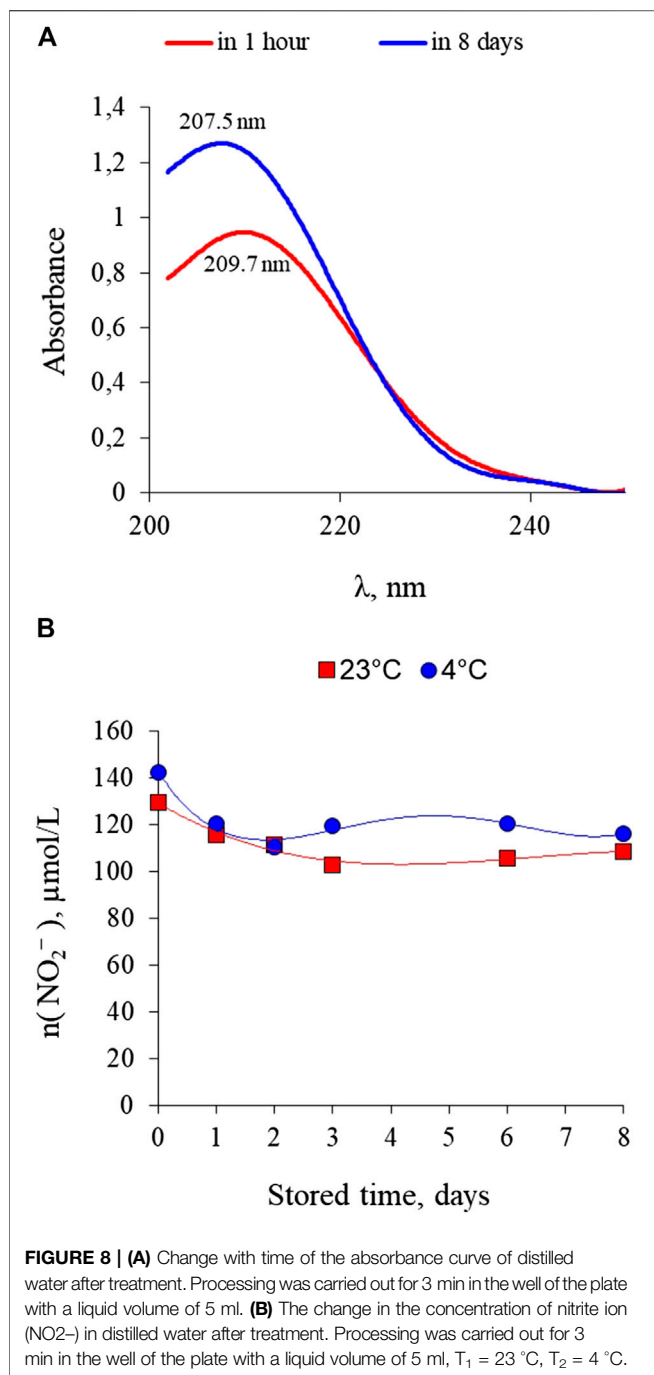 A
in 1 hour in 8 days
1,4
1,2
1
0,8
0,6
0,4
0,2
0
Absorbance
207.5 nm
209.7 nm
200 220 240
λ, nm
B
23°C 4°C
160
140
120
100
80
60
40
20
0
n( NO₂⁻ ), µmol/L
0 1 2 3 4 5 6 7 8
Stored time, days
FIGURE 8 | (A) Change with time of the absorbance curve of distilled
water after treatment. Processing was carried out for 3 min in the well of the plate
with a liquid volume of 5 ml. (B) The change in the concentration of nitrite ion
(NO2–) in distilled water after treatment. Processing was carried out for 3
min in the well of the plate with a liquid volume of 5 ml, T₁ = 23 °C, T₂ = 4 °C.